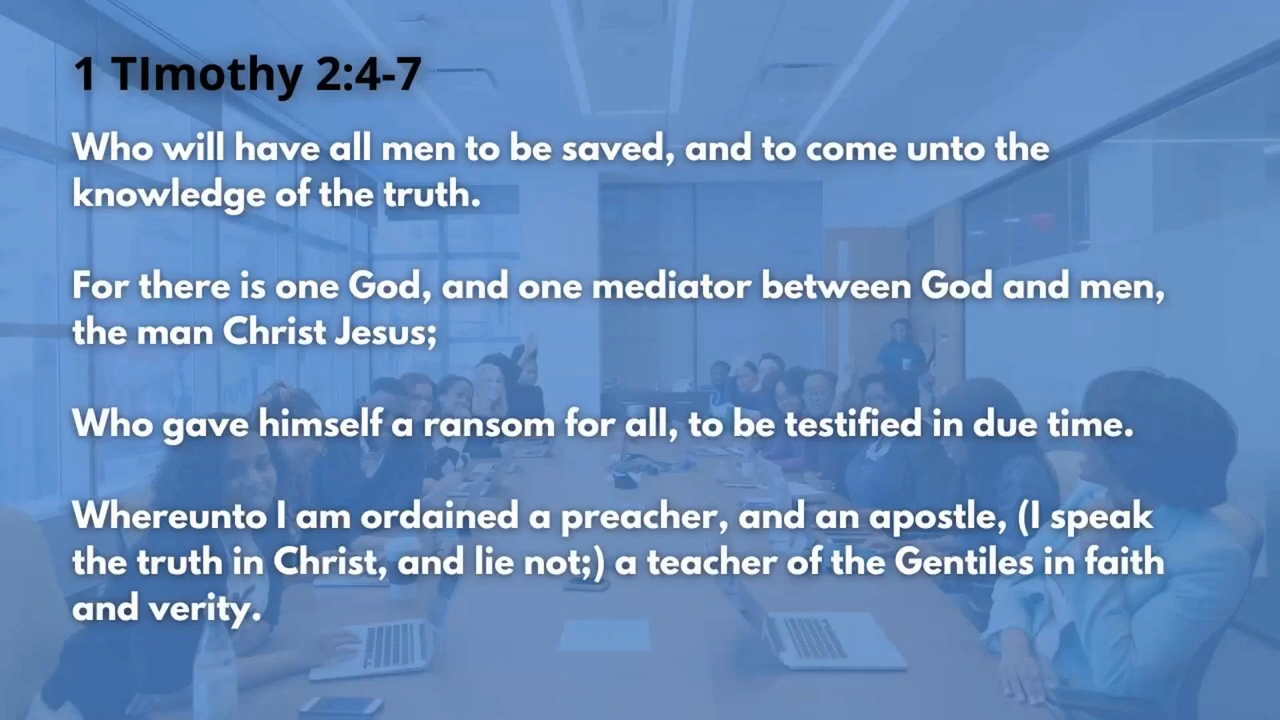 1 TImothy 2:4-7
Who will have all men to be saved, and to come unto the
knowledge of the truth.
For there is one God, and one mediator between God and men,
the man Christ Jesus;
Who gave himself a ransom for all, to be testified in due time.
Whereunto I am ordained a preacher, and an apostle, (I speak
the truth in Christ, and lie not;) a teacher of the Gentiles in faith
and verity.